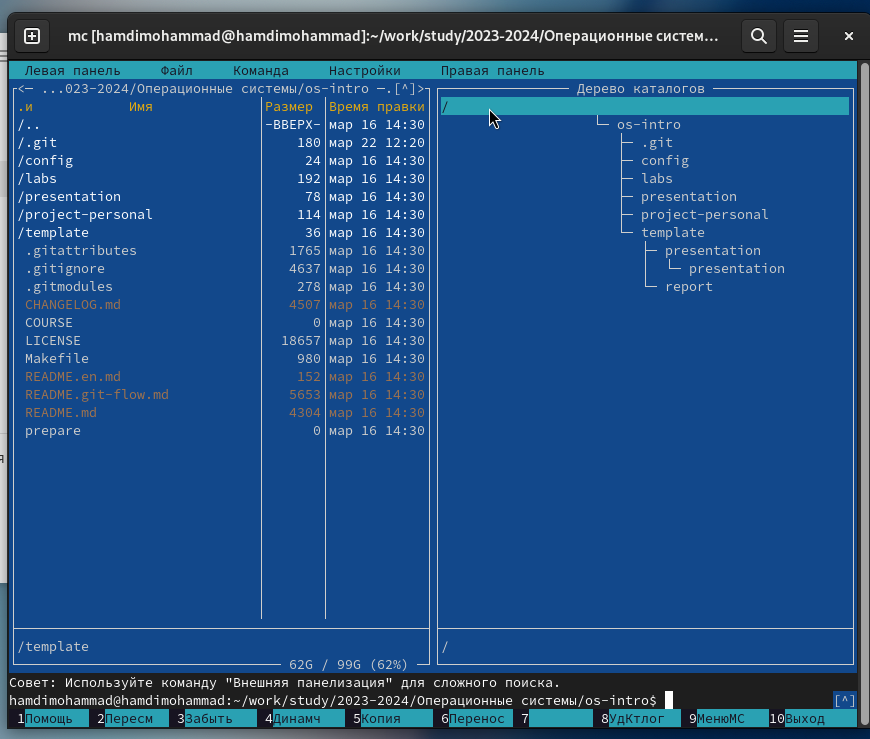 mc [hamdimohammad@hamdimohammad]:~/work/study/2023-2024/Операционные систем…
Левая панель Файл Команда Настройки Правая панель
<— ...023-2024/Операционные системы/os-intro —.[^]> Дерево каталогов
.и Имя Размер Время правки /
/.. -ВВЕРХ- мар 16 14:30 os-intro
/.git 180 мар 22 12:20 .git
/config 24 мар 16 14:30 config
/labs 192 мар 16 14:30 labs
/presentation 78 мар 16 14:30 presentation
/project-personal 114 мар 16 14:30 project-personal
/template 36 мар 16 14:30 template
.gitattributes 1765 мар 16 14:30 presentation
.gitignore 4637 мар 16 14:30 presentation
.gitmodules 278 мар 16 14:30 report
CHANGELOG.md 4507 мар 16 14:30
COURSE 0 мар 16 14:30
LICENSE 18657 мар 16 14:30
Makefile 980 мар 16 14:30
README.en.md 152 мар 16 14:30
README.git-flow.md 5653 мар 16 14:30
README.md 4304 мар 16 14:30
prepare 0 мар 16 14:30
/template /
62G / 99G (62%)
Совет: Используйте команду "Внешняя панелизация" для сложного поиска.
hamdimohammad@hamdimohammad:~/work/study/2023-2024/Операционные системы/os-intro$ [^]
1Помощь 2Пересм 3Забыть 4Динамч 5Копия 6Перенос 7 8УдКтлог 9МенюМС 10Выход